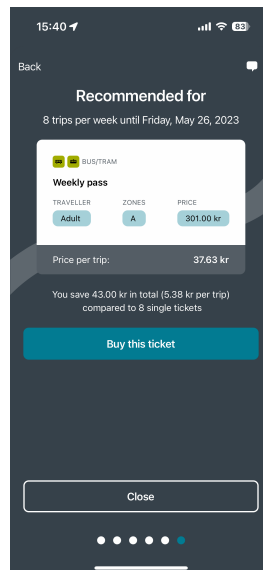 15:40
83
Back
Recommended for
8 trips per week until Friday, May 26, 2023
BUS/TRAM
Weekly pass
TRAVELLER ZONES PRICE
Adult A 301.00 kr
Price per trip: 37.63 kr
You save 43.00 kr in total (5.38 kr per trip)
compared to 8 single tickets
Buy this ticket
Close